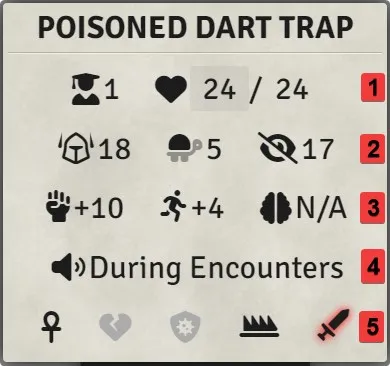 POISONED DART TRAP
1 24 / 24 1
18 5 17 2
+10 +4 N/A 3
During Encounters 4
5